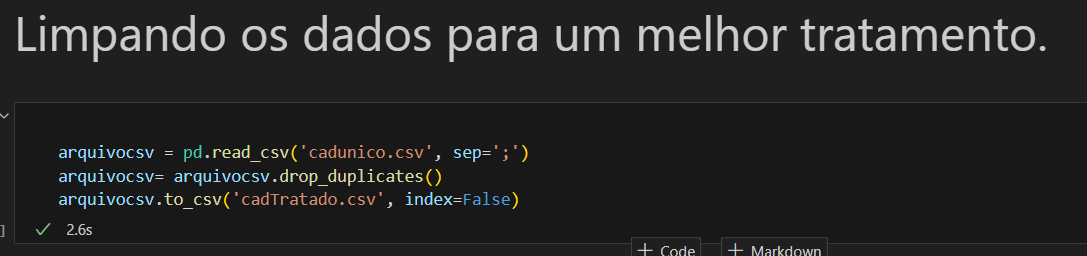 Limpando os dados para um melhor tratamento.
arquivocsv = pd.read_csv('cadunico.csv', sep=';')
arquivocsv= arquivocsv.drop_duplicates()
arquivocsv.to_csv('cadTratado.csv', index=False)
] ✓ 2.6s
+ Code + Markdown